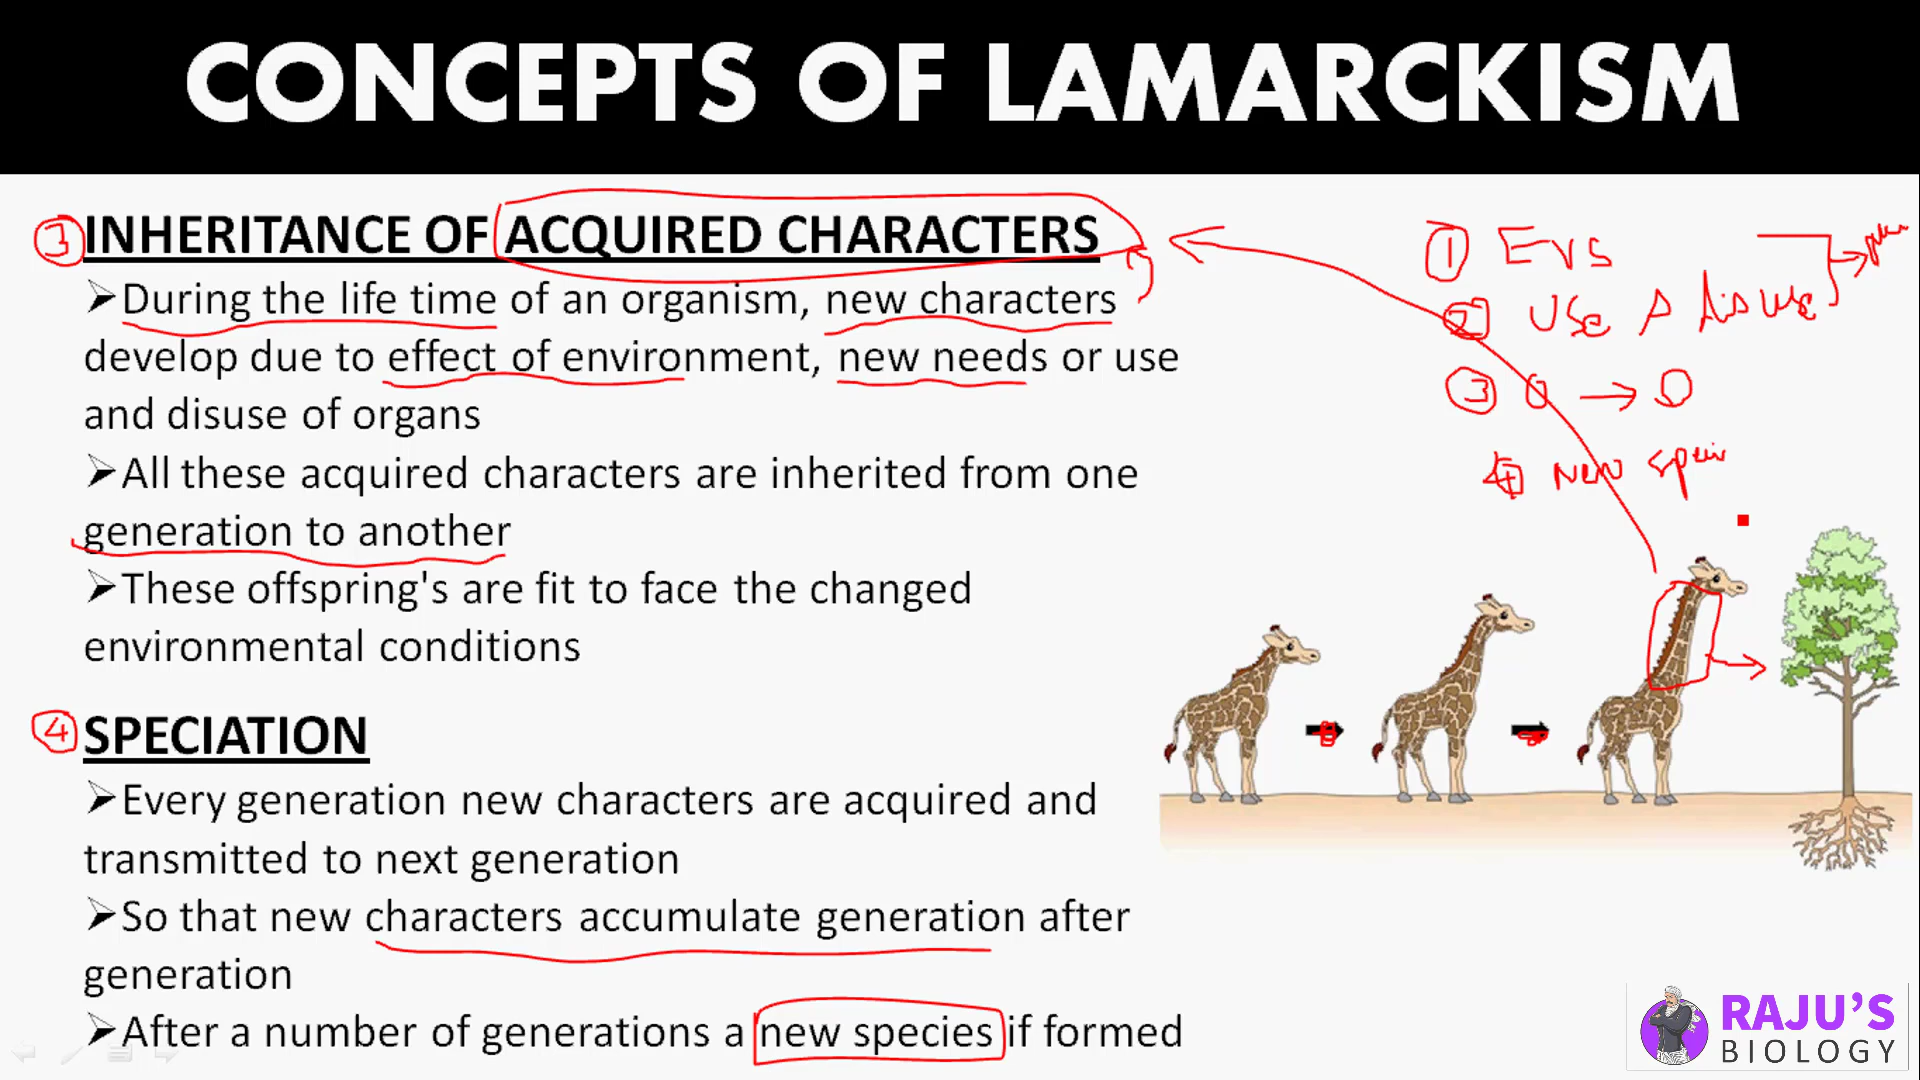 CONCEPTS OF LAMARCKISM
3 INHERITANCE OF ACQUIRED CHARACTERS
➢During the life time of an organism, new characters
develop due to effect of environment, new needs or use
and disuse of organs
➢All these acquired characters are inherited from one
generation to another
➢These offspring's are fit to face the changed
environmental conditions
4 SPECIATION
➢Every generation new characters are acquired and
transmitted to next generation
➢So that new characters accumulate generation after
generation
➢After a number of generations a new species if formed
1 EVS
2 Use & disuse
3 O → O
4 New
RAJU'S
BIOLOGY